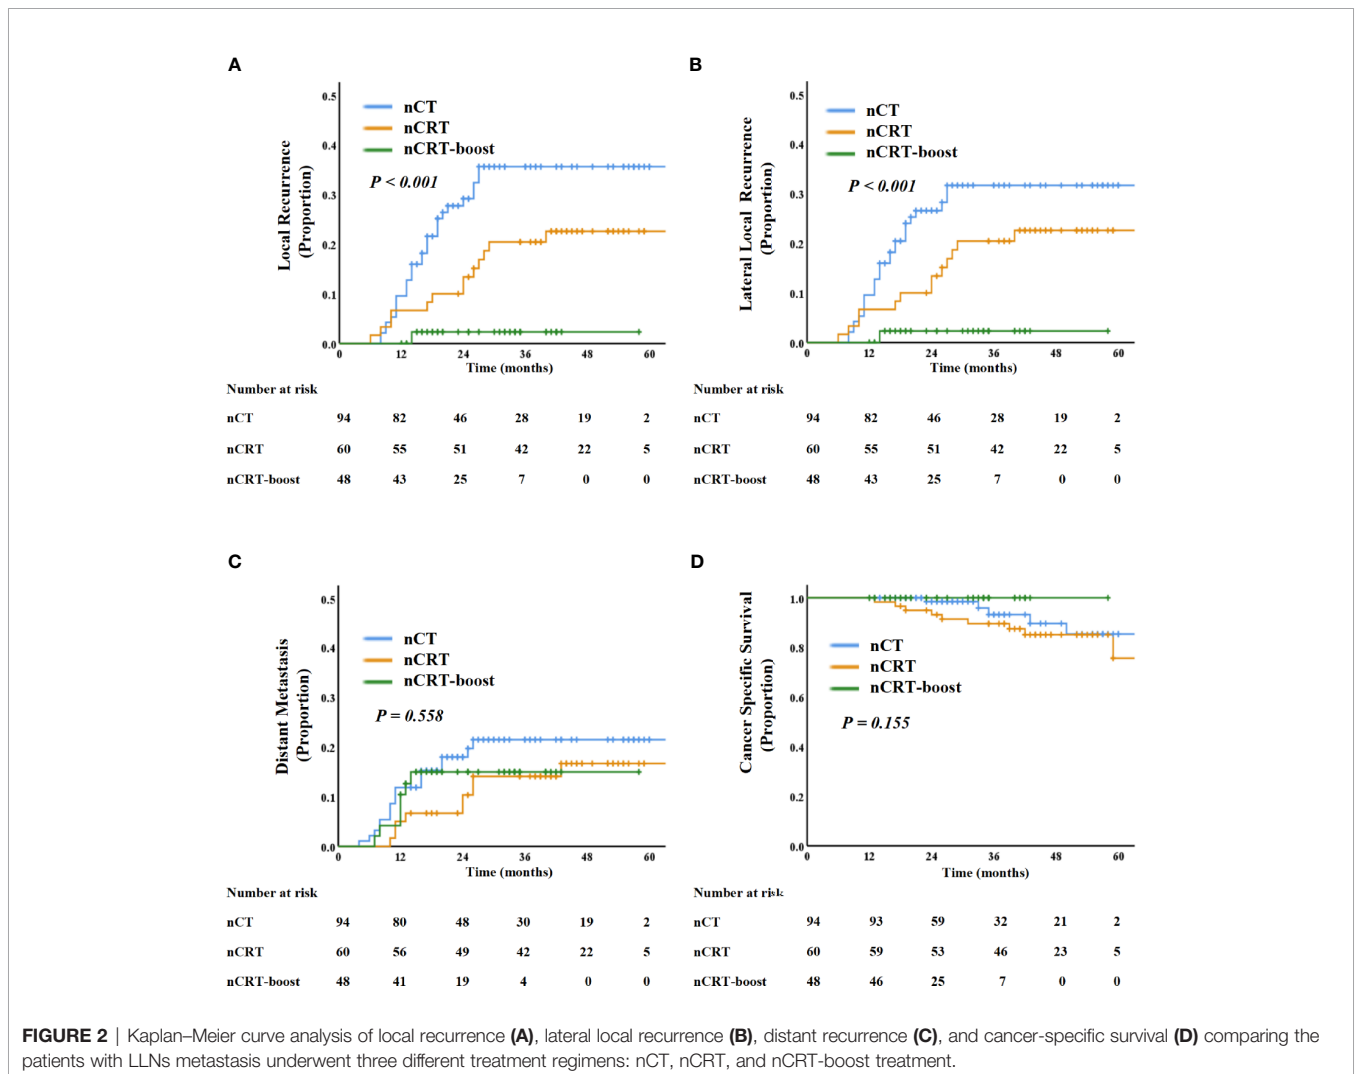 A
Local Recurrence
(Proportion)
0.5
0.4
0.3
0.2
0.1
0.0
nCT
nCRT
nCRT-boost
P < 0.001
0 12 24 36 48 60
Time (months)
Number at risk
nCT 94 82 46 28 19 2
nCRT 60 55 51 42 22 5
nCRT-boost 48 43 25 7 0 0
B
Lateral Local Recurrence
(Proportion)
0.5
0.4
0.3
0.2
0.1
0.0
nCT
nCRT
nCRT-boost
P < 0.001
0 12 24 36 48 60
Time (months)
Number at risk
nCT 94 82 46 28 19 2
nCRT 60 55 51 42 22 5
nCRT-boost 48 43 25 7 0 0
C
Distant Metastasis
(Proportion)
0.5
0.4
0.3
0.2
0.1
0.0
nCT
nCRT
nCRT-boost
P = 0.558
0 12 24 36 48 60
Time (months)
Number at risk
nCT 94 80 48 30 19 2
nCRT 60 56 49 42 22 5
nCRT-boost 48 41 19 4 0 0
D
Cancer Specific Survival
(Proportion)
1.0
0.8
0.6
0.4
0.2
0.0
nCT
nCRT
nCRT-boost
P = 0.155
0 12 24 36 48 60
Time (months)
Number at risk
nCT 94 93 59 32 21 2
nCRT 60 59 53 46 23 5
nCRT-boost 48 46 25 7 0 0
FIGURE 2 | Kaplan–Meier curve analysis of local recurrence (A), lateral local recurrence (B), distant recurrence (C), and cancer-specific survival (D) comparing the
patients with LLNs metastasis underwent three different treatment regimens: nCT, nCRT, and nCRT-boost treatment.